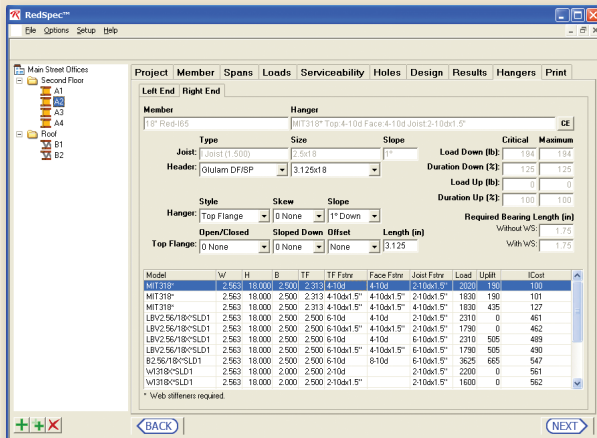 RedSpec™
File Options Setup Help
Main Street Offices
Second Floor
A1
A2
A3
A4
Roof
B1
B2
Project Member Spans Loads Serviceability Holes Design Results Hangers Print
Left End Right End
Member Hanger
18" Red-I65 MIT318* Top:4-10d Face:4-10d Joist:2-10dx1.5" CE
Type Size Slope Critical Maximum
Joist: I Joist (1.500) 2.5x18 1° Load Down (lb): 194 194
Header: Glulam DF/SP 3.125x18 Duration Down (%): 125 125
Load Up (lb): 0 0
Style Skew Slope Duration Up (%): 100 100
Hanger: Top Flange 0 None 1° Down Required Bearing Length (in)
Open/Closed Sloped Down Offset Length (in) Without WS: 1.75
Top Flange: 0 None 0 None None 3.125 With WS: 1.75
Model W H B TF TF Fstnr Face Fstnr Joist Fstnr Load Uplift ICost
MIT318* 2.563 18.000 2.500 2.313 4-10d 4-10d 2-10dx1.5" 2020 190 100
MIT318* 2.563 18.000 2.500 2.313 4-10dx1.5" 4-10dx1.5" 2-10dx1.5" 1830 190 101
MIT318* 2.563 18.000 2.500 2.313 4-10dx1.5" 4-10dx1.5" 2-10dx1.5" 1830 435 127
LBV2.56/18X*SLD1 2.563 18.000 2.500 2.500 6-10d 4-10d 2-10dx1.5" 2310 0 461
LBV2.56/18X*SLD1 2.563 18.000 2.500 2.500 6-10dx1.5" 4-10dx1.5" 2-10dx1.5" 1790 0 462
LBV2.56/18X*SLD1 2.563 18.000 2.500 2.500 6-10d 4-10d 6-10dx1.5" 2310 505 489
LBV2.56/18X*SLD1 2.563 18.000 2.500 2.500 6-10dx1.5" 4-10dx1.5" 6-10dx1.5" 1790 505 490
B2.56/18X*SLD1 2.563 18.000 2.500 2.500 6-10d 8-10d 6-10dx1.5" 3625 665 547
WI318X*SLD1 2.563 18.000 2.000 2.500 2-10d 2-10dx1.5" 2200 0 561
WI318X*SLD1 2.563 18.000 2.000 2.500 2-10dx1.5" 2-10dx1.5" 1600 0 562
* Web stiffeners required.
BACK NEXT